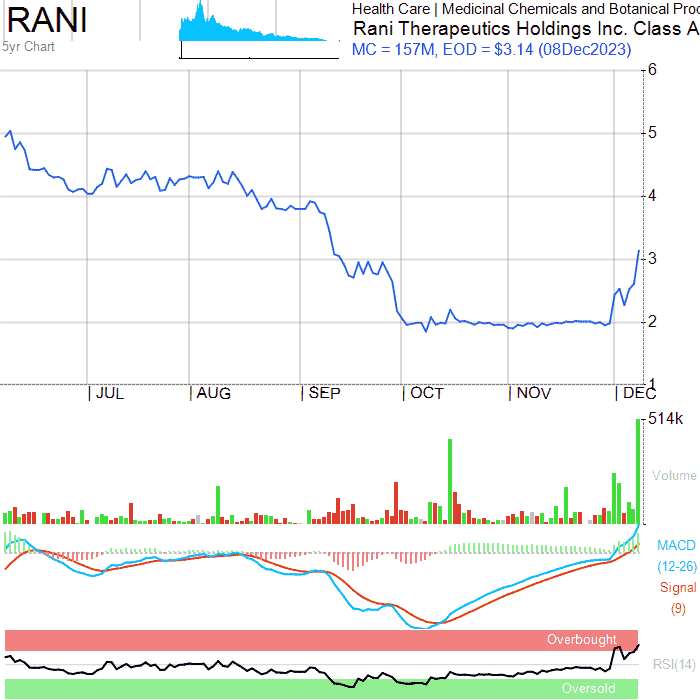 RANI
5yr Chart
Health Care | Medicinal Chemicals and Botanical Proc
Rani Therapeutics Holdings Inc. Class A
MC = 157M, EOD = $3.14 (08Dec2023)
6
5
4
3
2
1
JUL AUG SEP OCT NOV DEC
514k
Volume
MACD
(12-26)
Signal
(9)
Overbought
RSI(14)
Oversold